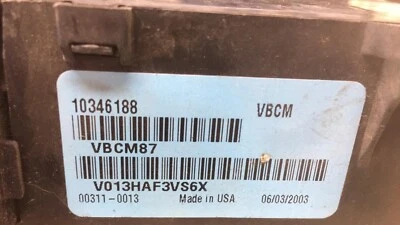 10346188 VBCM
VBCM87
V013HAF3VS6X
00311-0013 Made in USA 06/03/2003